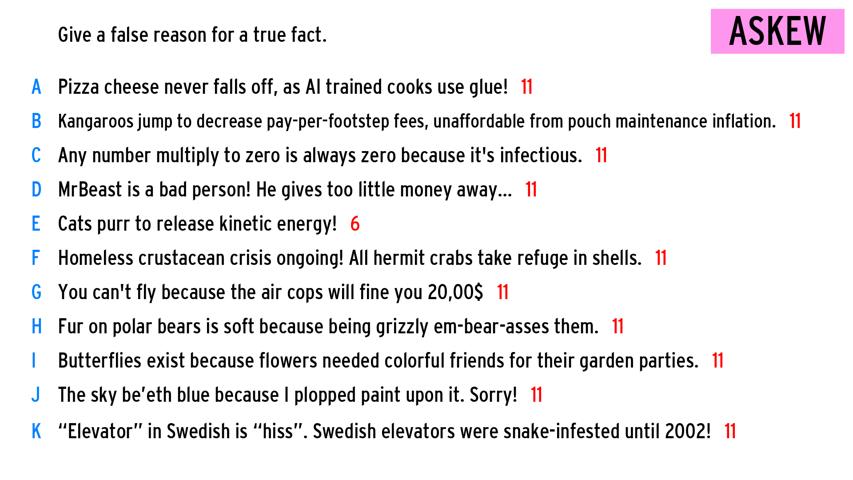 Give a false reason for a true fact.
ASKEW
A Pizza cheese never falls off, as AI trained cooks use glue! 11
B Kangaroos jump to decrease pay-per-footstep fees, unaffordable from pouch maintenance inflation. 11
C Any number multiply to zero is always zero because it's infectious. 11
D MrBeast is a bad person! He gives too little money away... 11
E Cats purr to release kinetic energy! 6
F Homeless crustacean crisis ongoing! All hermit crabs take refuge in shells. 11
G You can't fly because the air cops will fine you 20,00$ 11
H Fur on polar bears is soft because being grizzly em-bear-asses them. 11
I Butterflies exist because flowers needed colorful friends for their garden parties. 11
J The sky be’eth blue because I plopped paint upon it. Sorry! 11
K “Elevator” in Swedish is “hiss”. Swedish elevators were snake-infested until 2002! 11